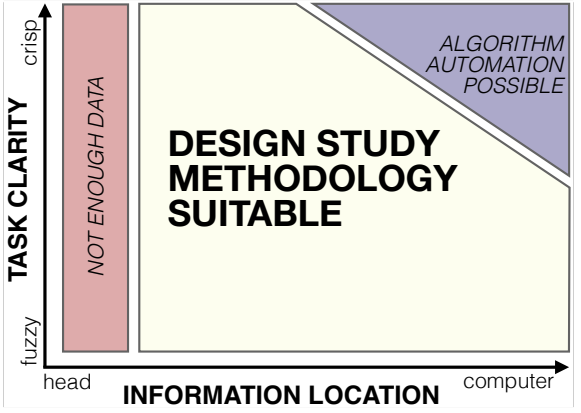 crisp
TASK CLARITY
fuzzy
NOT ENOUGH DATA
DESIGN STUDY
METHODOLOGY
SUITABLE
ALGORITHM
AUTOMATION
POSSIBLE
head
INFORMATION LOCATION
computer